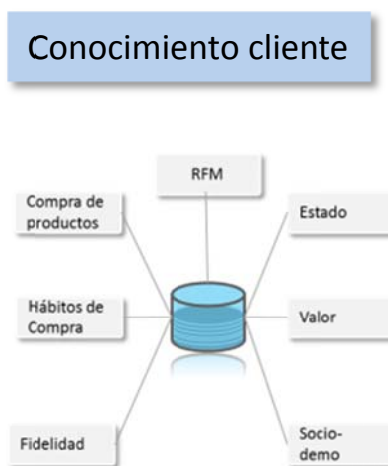 Conocimiento cliente
RFM
Compra de
productos
Estado
Hábitos de
Compra
Valor
Fidelidad
Socio-
demo